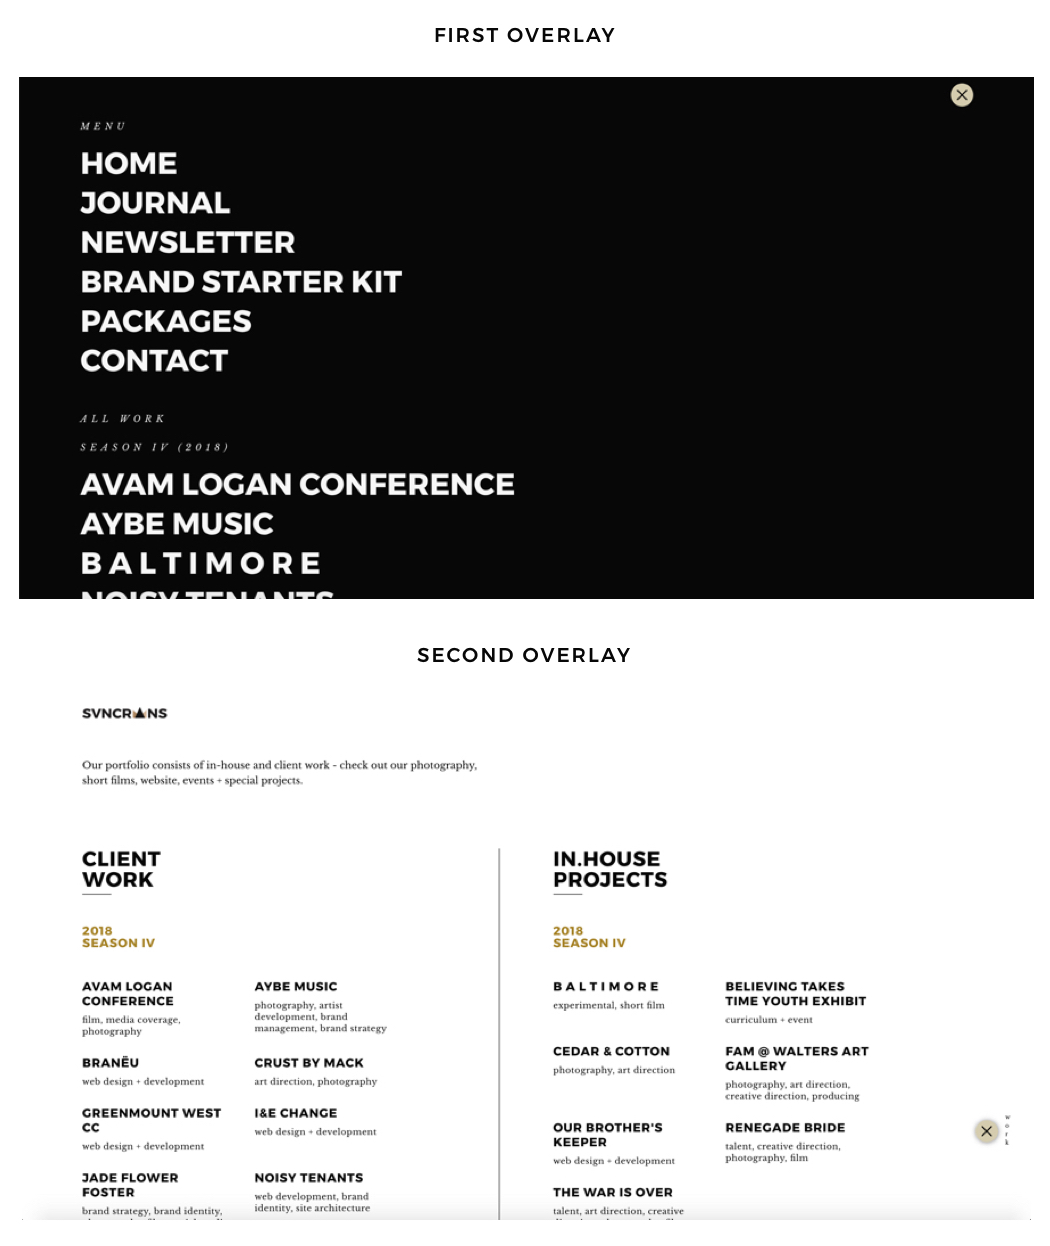 FIRST OVERLAY
MENU
HOME
JOURNAL
NEWSLETTER
BRAND STARTER KIT
PACKAGES
CONTACT
ALL WORK
SEASON IV (2018)
AVAM LOGAN CONFERENCE
AYBE MUSIC
BALTIMORE
NOISY TENANTS
SECOND OVERLAY
SVNCRANS
Our portfolio consists of in-house and client work - check out our photography,
short films, website, events + special projects.
CLIENT
WORK
2018
SEASON IV
AVAM LOGAN
CONFERENCE
film, media coverage,
photography
AYBE MUSIC
photography, artist
development, brand
management, brand strategy
BRANĒU
web design + development
CRUST BY MACK
art direction, photography
GREENMOUNT WEST
CC
web design + development
I&E CHANGE
web design + development
JADE FLOWER
FOSTER
brand strategy, brand identity,
NOISY TENANTS
web development, brand
identity, site architecture
IN.HOUSE
PROJECTS
2018
SEASON IV
BALTIMORE
experimental, short film
BELIEVING TAKES
TIME YOUTH EXHIBIT
curriculum + event
CEDAR & COTTON
photography, art direction
FAM @ WALTERS ART
GALLERY
photography, art direction,
creative direction, producing
OUR BROTHER'S
KEEPER
web design + development
RENEGADE BRIDE
talent, creative direction,
photography, film
THE WAR IS OVER
talent, art direction, creative
work